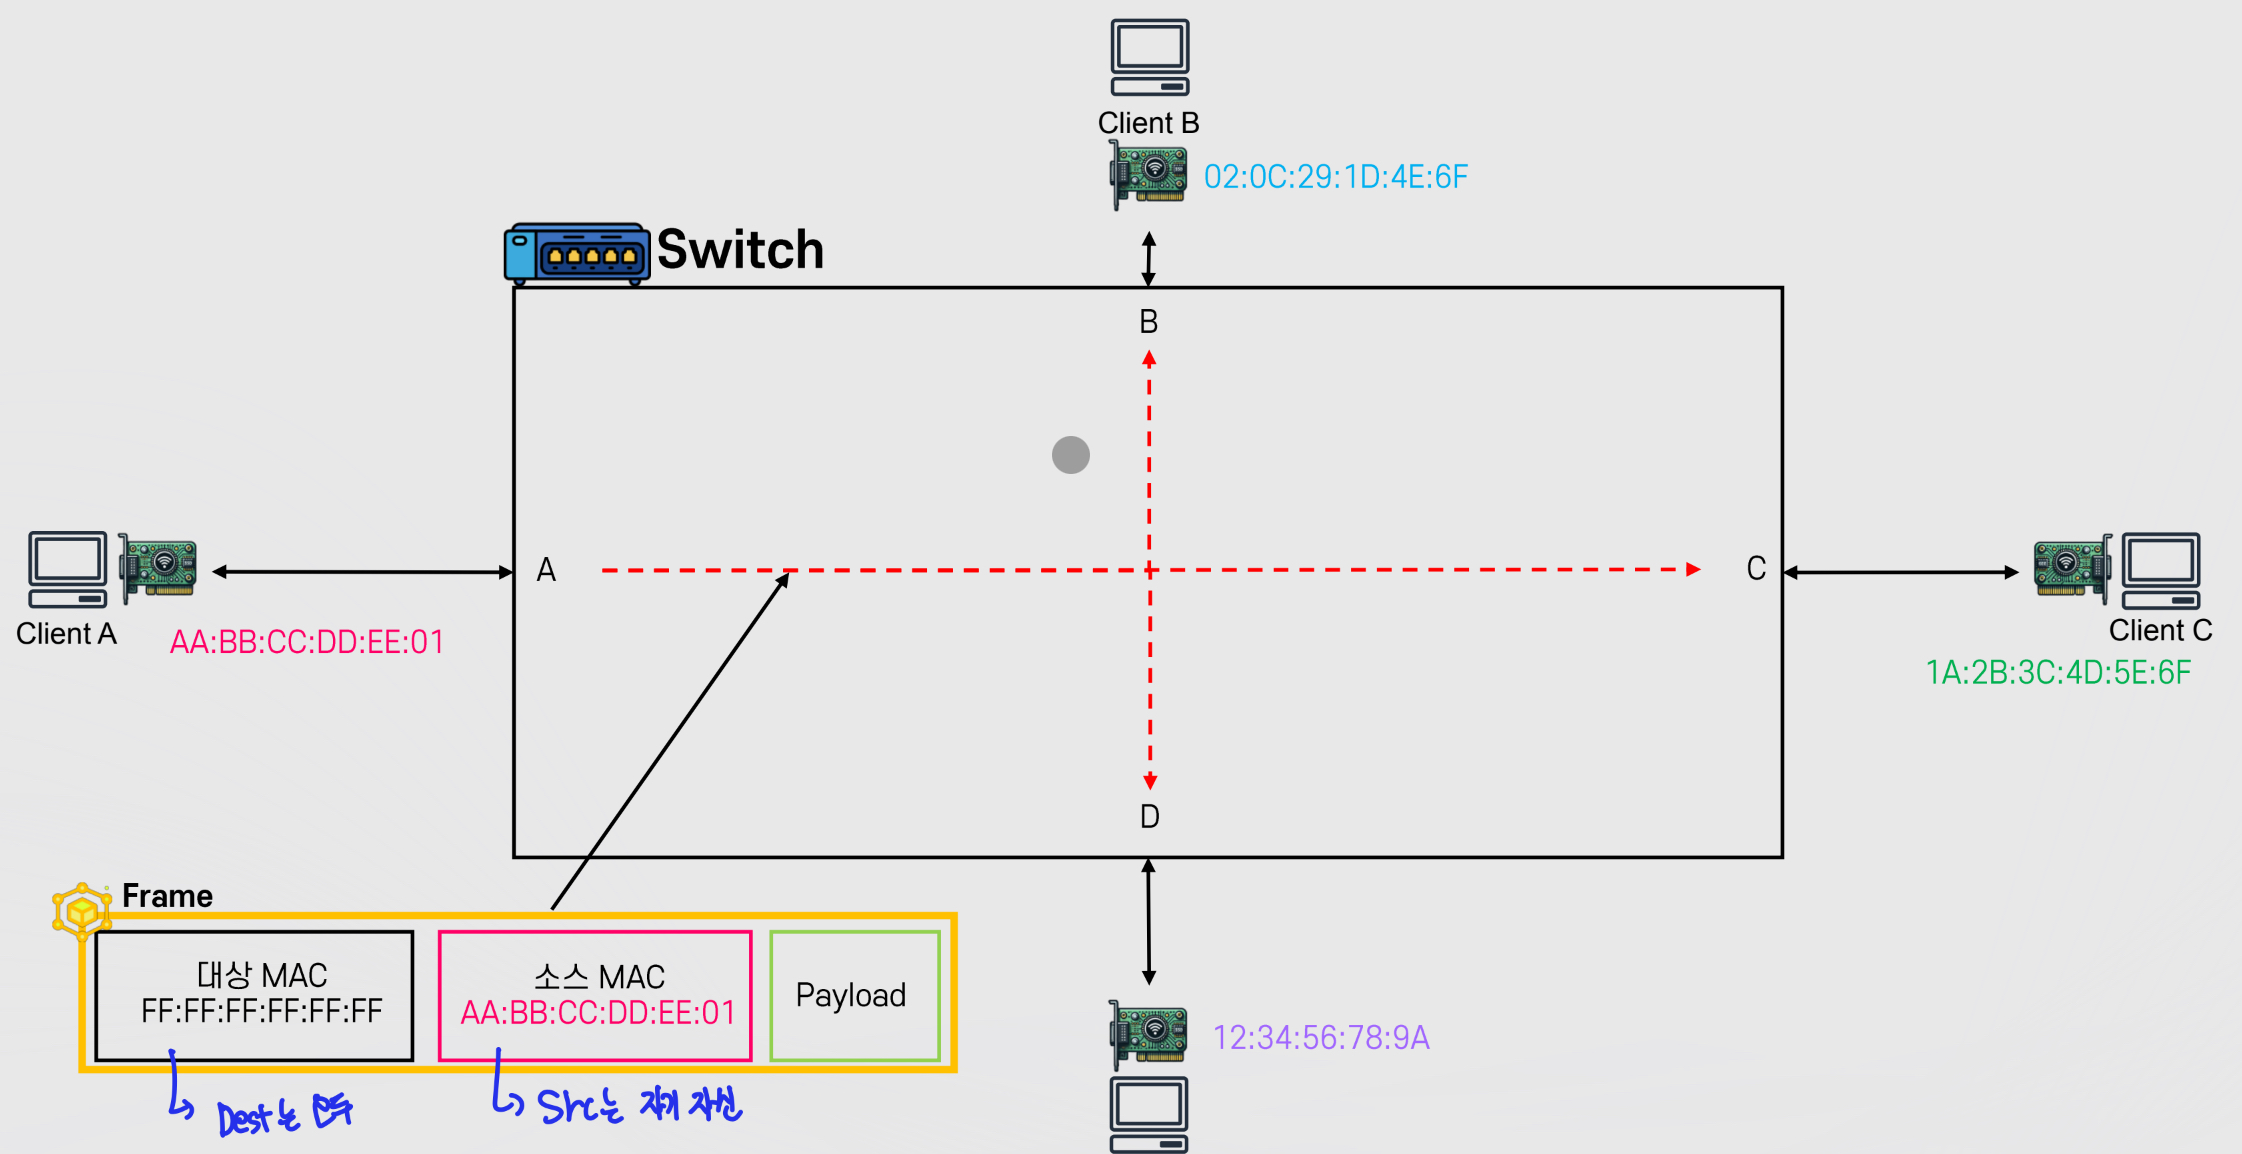 Client B
02:0C:29:1D:4E:6F
Switch
B
A
C
Client A
AA:BB:CC:DD:EE:01
Client C
1A:2B:3C:4D:5E:6F
D
Frame
대상 MAC
FF:FF:FF:FF:FF:FF
소스 MAC
AA:BB:CC:DD:EE:01
Payload
12:34:56:78:9A
Dest는 모두
Src는 자기 자신